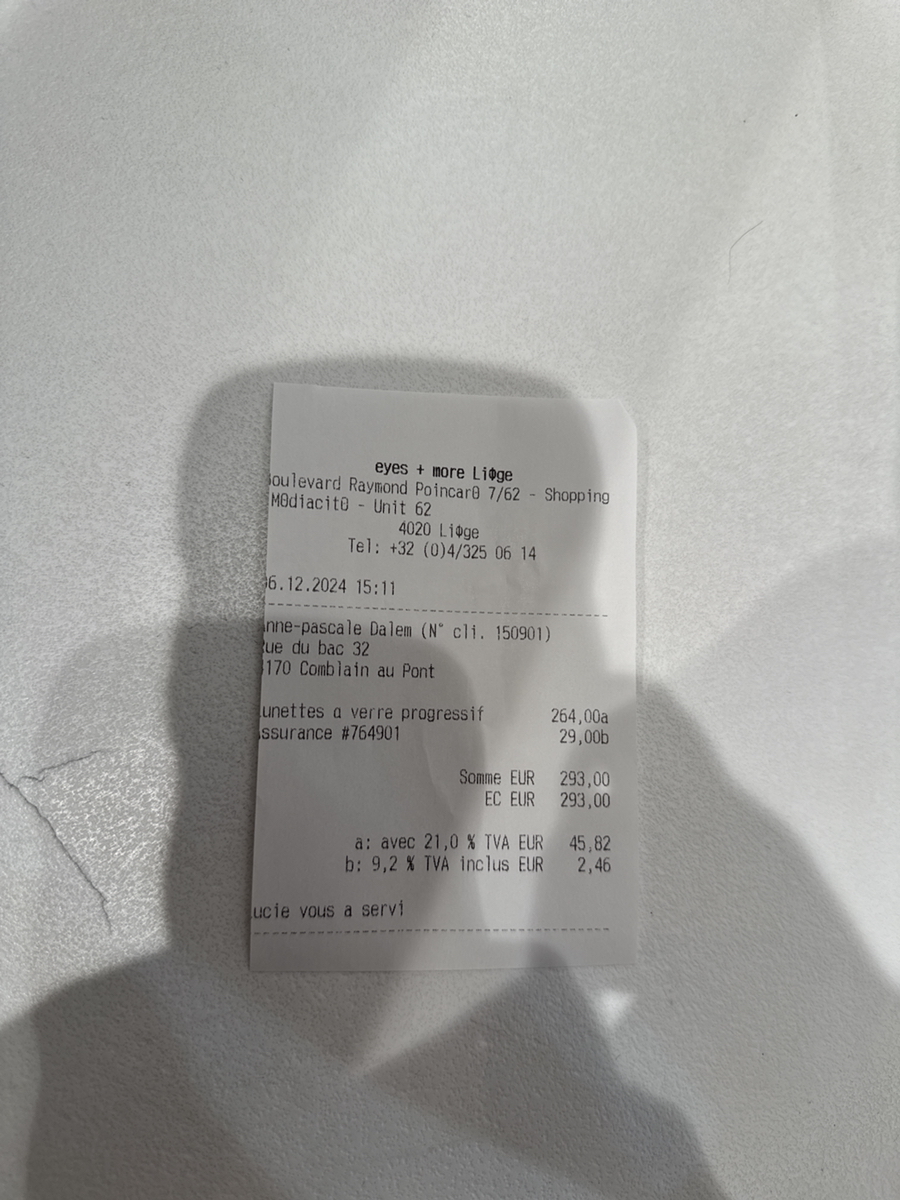 eyes + more LiΦge
oulevard Raymond Poincar0 7/62 - Shopping
M0diacit0 - Unit 62
4020 LiΦge
Tel: +32 (0)4/325 06 14
6.12.2024 15:11
nne-pascale Dalem (N° cli. 150901)
ue du bac 32
170 Comblain au Pont
unettes a verre progressif 264,00a
ssurance #764901 29,00b
Somme EUR 293,00
EC EUR 293,00
a: avec 21,0 % TVA EUR 45,82
b: 9,2 % TVA inclus EUR 2,46
ucie vous a servi